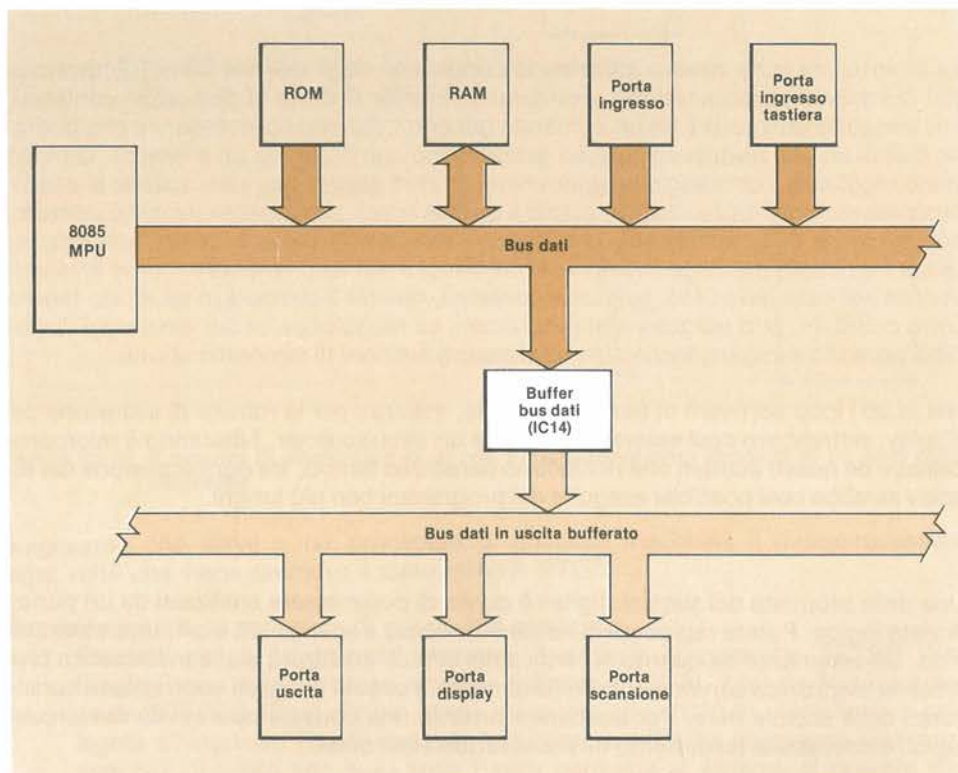 ROM
RAM
Porta
ingresso
Porta
ingresso
tastiera
8085
MPU
Bus dati
Buffer
bus dati
(IC14)
Bus dati in uscita bufferato
Porta
uscita
Porta
display
Porta
scansione